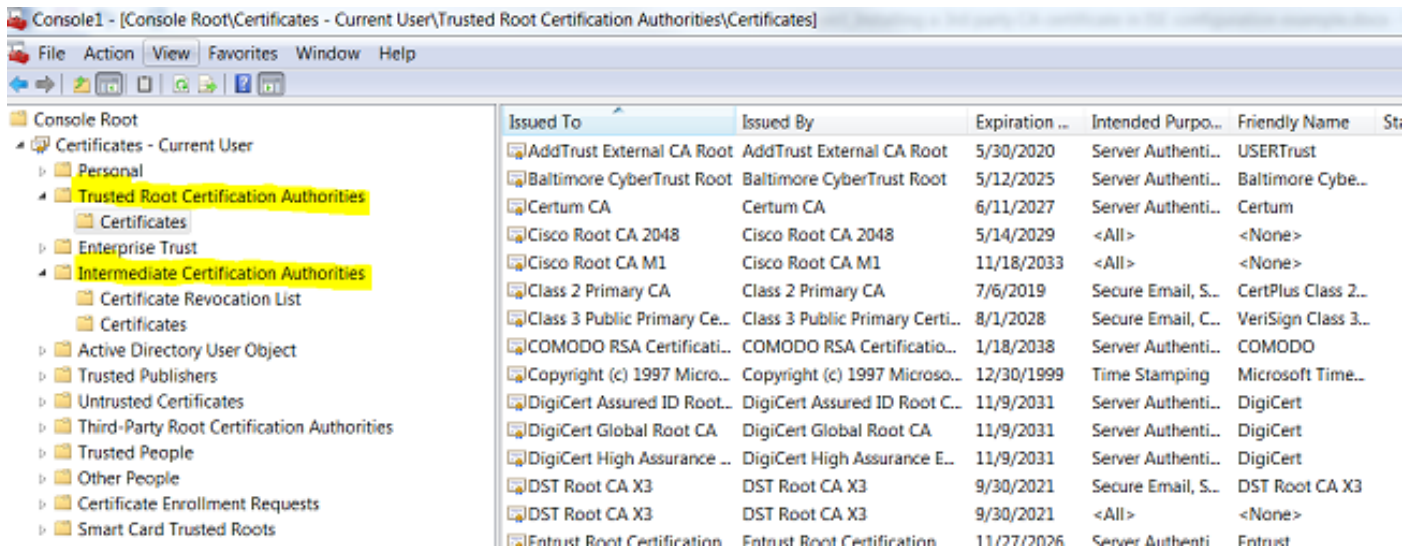 Console1 - [Console Root\Certificates - Current User\Trusted Root Certification Authorities\Certificates]
File Action View Favorites Window Help
Console Root
Certificates - Current User
Personal
Trusted Root Certification Authorities
Certificates
Enterprise Trust
Intermediate Certification Authorities
Certificate Revocation List
Certificates
Active Directory User Object
Trusted Publishers
Untrusted Certificates
Third-Party Root Certification Authorities
Trusted People
Other People
Certificate Enrollment Requests
Smart Card Trusted Roots
Issued To Issued By Expiration ... Intended Purpo... Friendly Name Sta
AddTrust External CA Root AddTrust External CA Root 5/30/2020 Server Authenti... USERTrust
Baltimore CyberTrust Root Baltimore CyberTrust Root 5/12/2025 Server Authenti... Baltimore Cybe...
Certum CA Certum CA 6/11/2027 Server Authenti... Certum
Cisco Root CA 2048 Cisco Root CA 2048 5/14/2029 <All> <None>
Cisco Root CA M1 Cisco Root CA M1 11/18/2033 <All> <None>
Class 2 Primary CA Class 2 Primary CA 7/6/2019 Secure Email, S... CertPlus Class 2...
Class 3 Public Primary Ce... Class 3 Public Primary Certi... 8/1/2028 Secure Email, C... VeriSign Class 3...
COMODO RSA Certificati... COMODO RSA Certificatio... 1/18/2038 Server Authenti... COMODO
Copyright (c) 1997 Micro... Copyright (c) 1997 Microso... 12/30/1999 Time Stamping Microsoft Time...
DigiCert Assured ID Root... DigiCert Assured ID Root C... 11/9/2031 Server Authenti... DigiCert
DigiCert Global Root CA DigiCert Global Root CA 11/9/2031 Server Authenti... DigiCert
DigiCert High Assurance ... DigiCert High Assurance E... 11/9/2031 Server Authenti... DigiCert
DST Root CA X3 DST Root CA X3 9/30/2021 Secure Email, S... DST Root CA X3
DST Root CA X3 DST Root CA X3 9/30/2021 <All> <None>
Entrust Root Certification Entrust Root Certification 11/27/2026 Server Authenti Entrust